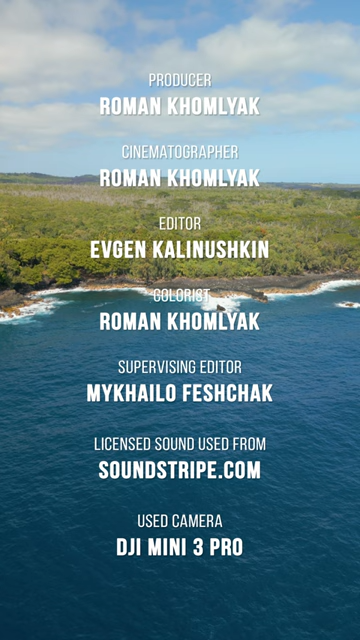 PRODUCER
ROMAN KHOMLYAK
CINEMATOGRAPHER
ROMAN KHOMLYAK
EDITOR
EVGEN KALINUSHKIN
COLORIST
ROMAN KHOMLYAK
SUPERVISING EDITOR
MYKHAILO FESHCHAK
LICENSED SOUND USED FROM
SOUNDSTRIPE.COM
USED CAMERA
DJI MINI 3 PRO